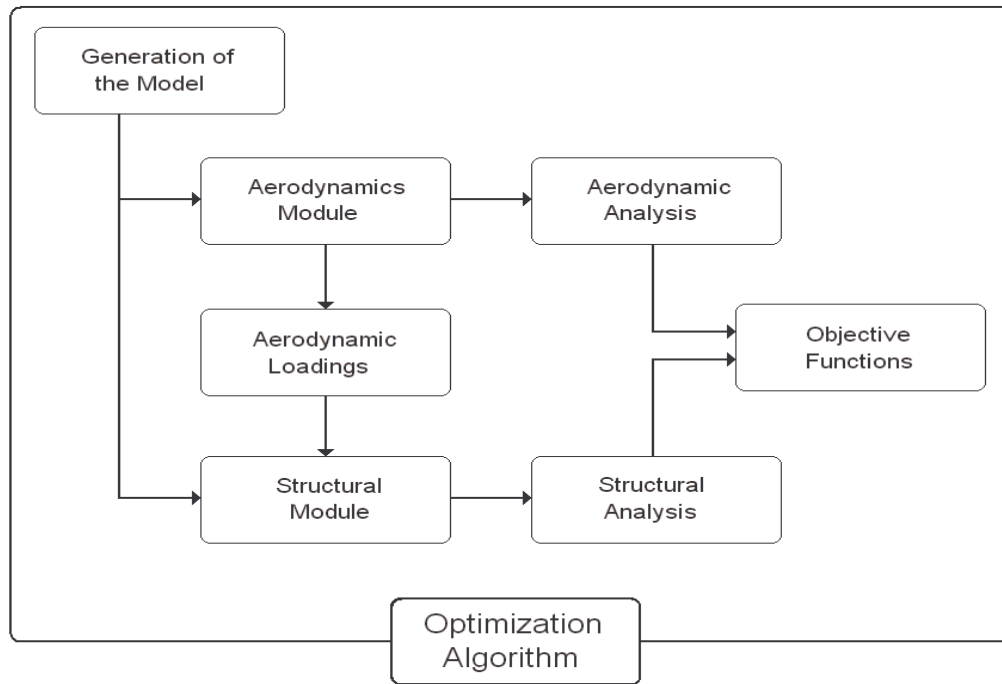 Generation of
the Model
Aerodynamics
Module
Aerodynamic
Analysis
Aerodynamic
Loadings
Objective
Functions
Structural
Module
Structural
Analysis
Optimization
Algorithm